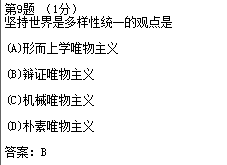 第9题 （1分）
坚持世界是多样性统一的观点是
(A)形而上学唯物主义
(B)辩证唯物主义
(C)机械唯物主义
(D)朴素唯物主义
答案：B